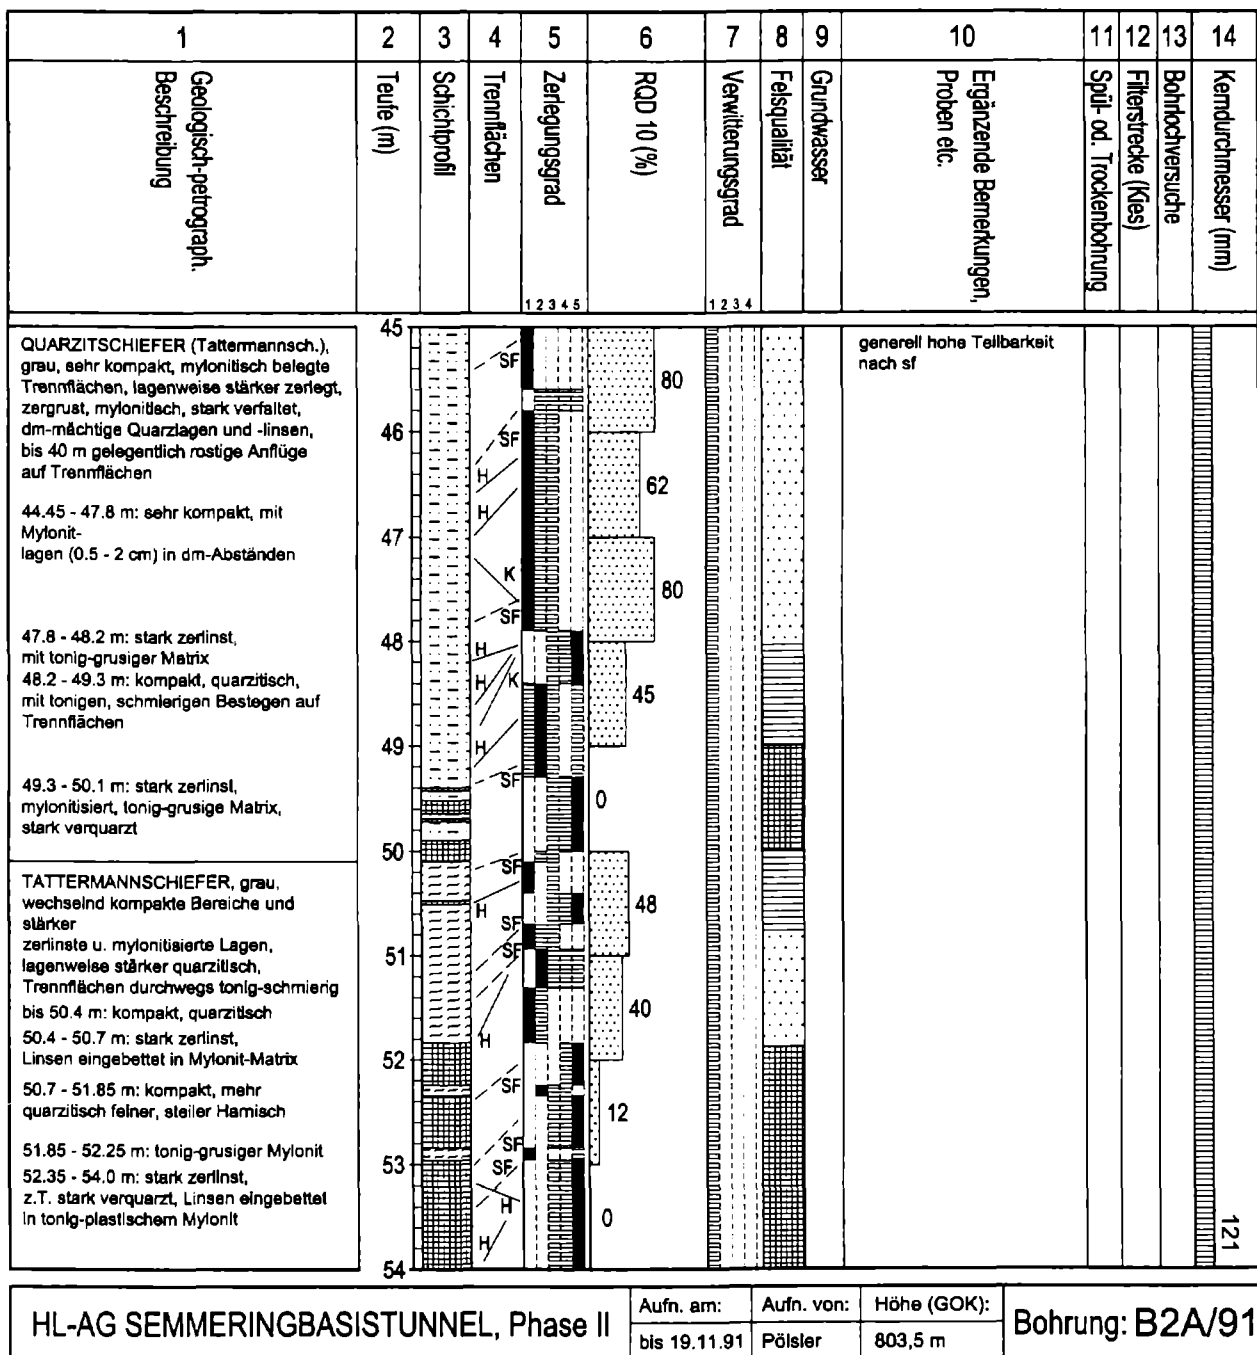 1 2 3 4 5 6 7 8 9 10 11 12 13 14
Geologisch-petrograph.
Beschreibung
Teufe (m)
Schichtprofil
Trennflächen
Zerlegungsgrad
1 2 3 4 5
RQD 10 (%)
Verwitterungsgrad
1 2 3 4
Felsqualität
Grundwasser
Ergänzende Bemerkungen,
Proben etc.
Spül- od. Trockenbohrung
Filterstrecke (Kies)
Bohrlochversuche
Kerndurchmesser (mm)
QUARZITSCHIEFER (Tattermannsch.),
grau, sehr kompakt, mylonitisch belegte
Trennflächen, lagenweise stärker zerlegt,
zergrust, mylonitisch, stark verfaltet,
dm-mächtige Quarzlagen und -linsen,
bis 40 m gelegentlich rostige Anflüge
auf Trennflächen
44.45 - 47.8 m: sehr kompakt, mit
Mylonit-
lagen (0.5 - 2 cm) in dm-Abständen
47.8 - 48.2 m: stark zerlinst,
mit tonig-grusiger Matrix
48.2 - 49.3 m: kompakt, quarzitisch,
mit tonigen, schmierigen Bestegen auf
Trennflächen
49.3 - 50.1 m: stark zerlinst,
mylonitisiert, tonig-grusige Matrix,
stark verquarzt
TATTERMANNSCHIEFER, grau,
wechselnd kompakte Bereiche und
stärker
zerlinste u. mylonitisierte Lagen,
lagenweise stärker quarzitisch,
Trennflächen durchwegs tonig-schmierig
bis 50.4 m: kompakt, quarzitisch
50.4 - 50.7 m: stark zerlinst,
Linsen eingebettet in Mylonit-Matrix
50.7 - 51.85 m: kompakt, mehr
quarzitisch feiner, steiler Harnisch
51.85 - 52.25 m: tonig-grusiger Mylonit
52.35 - 54.0 m: stark zerlinst,
z.T. stark verquarzt, Linsen eingebettet
in tonig-plastischem Mylonit
45
46
47
48
49
50
51
52
53
54
SF
SF
H
H
K
SF
H
H K
H
SF
SF
H
SF
SF
H
SF
SF
SF
H
H
80
62
80
45
0
48
40
12
0
generell hohe Teilbarkeit
nach sf
121
HL-AG SEMMERINGBASISTUNNEL, Phase II
Aufn. am:
bis 19.11.91
Aufn. von:
Pölsler
Höhe (GOK):
803,5 m
Bohrung: B2A/91